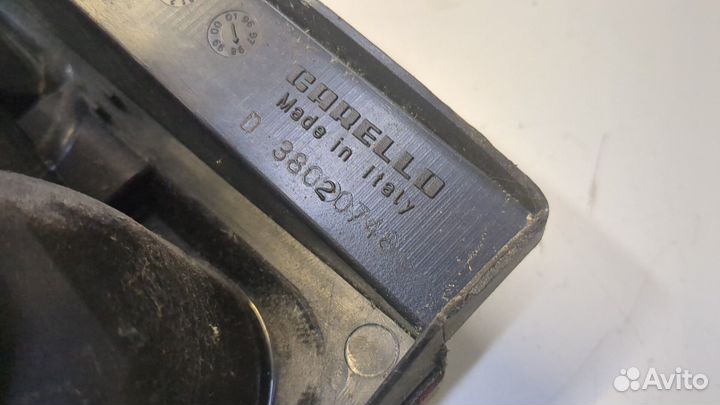 CARELLO
Made in Italy
D 38020748
Avito